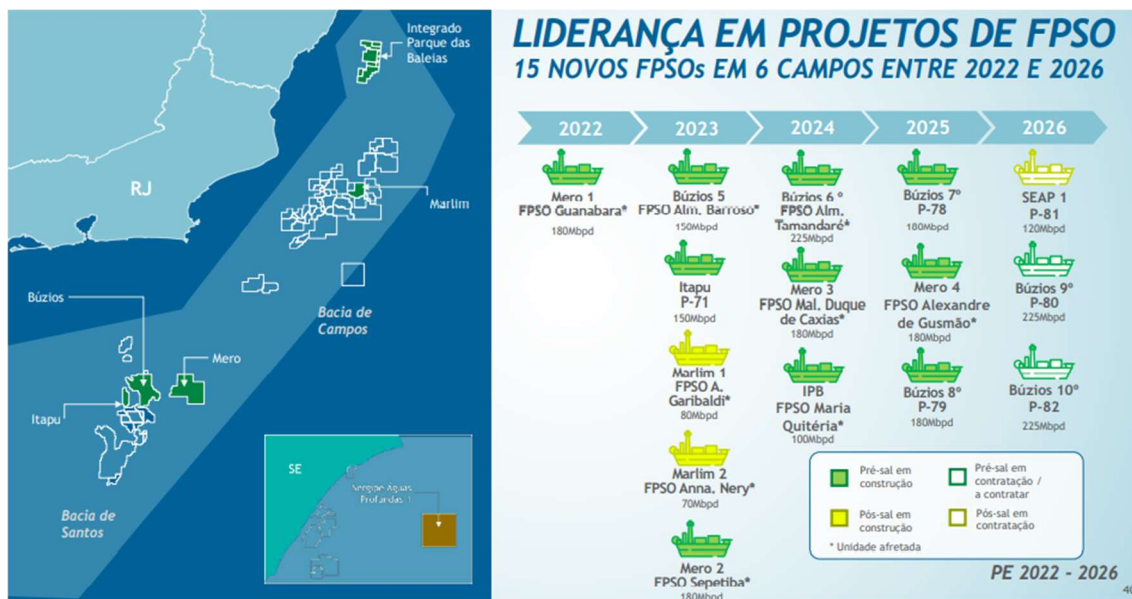 LIDERANÇA EM PROJETOS DE FPSO
15 NOVOS FPSOs EM 6 CAMPOS ENTRE 2022 E 2026
Integrado
Parque das
Baleias
RJ
Marlim
Búzios
Bacia de
Campos
Mero
Itapu
Bacia de
Santos
SE
Sergipe Águas
Profundas 1
2022
2023
2024
2025
2026
Mero 1
FPSO Guanabara*
180Mbpd
Búzios 5
FPSO Alm. Barroso*
150Mbpd
Itapu
P-71
150Mbpd
Marlim 1
FPSO A.
Garibaldi*
80Mbpd
Marlim 2
FPSO Anna. Nery*
70Mbpd
Mero 2
FPSO Sepetiba*
180Mbpd
Búzios 6 º
FPSO Alm.
Tamandaré*
225Mbpd
Mero 3
FPSO Mal. Duque
de Caxias*
180Mbpd
IPB
FPSO Maria
Quitéria*
100Mbpd
Búzios 7º
P-78
180Mbpd
Mero 4
FPSO Alexandre
de Gusmão*
180Mbpd
Búzios 8º
P-79
180Mbpd
SEAP 1
P-81
120Mbpd
Búzios 9º
P-80
225Mbpd
Búzios 10º
P-82
225Mbpd
Pré-sal em
construção
Pré-sal em
contratação /
a contratar
Pós-sal em
construção
Pós-sal em
contratação
* Unidade afretada
PE 2022 - 2026